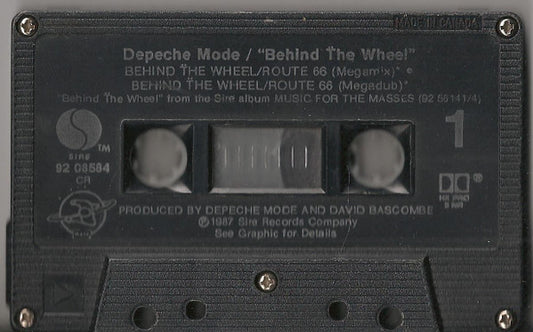 MADE IN CANADA
Depeche Mode / "Behind The Wheel"
BEHIND THE WHEEL/ROUTE 66 (Megamix)* ®
BEHIND THE WHEEL/ROUTE 66 (Megadub)*
"Behind The Wheel" from the Sire album MUSIC FOR THE MASSES (92 56141/4)
S TM
SIRE
92 08584
CR
1
HX PRO
B NR
PRODUCED BY DEPECHE MODE AND DAVID BASCOMBE
℗1987 Sire Records Company
See Graphic for Details